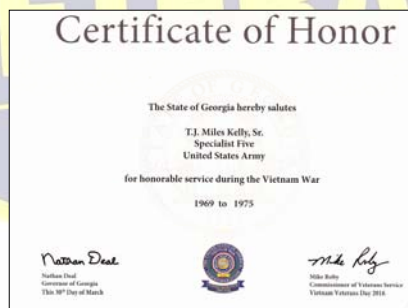 Certificate of Honor
The State of Georgia hereby salutes
T.J. Miles Kelly, Sr.
Specialist Five
United States Army
for honorable service during the Vietnam War
1969 to 1975
Nathan Deal
Nathan Deal
Governor of Georgia
This 30th Day of March
Mike Roby
Mike Roby
Commissioner of Veterans Service
Vietnam Veterans Day 2016